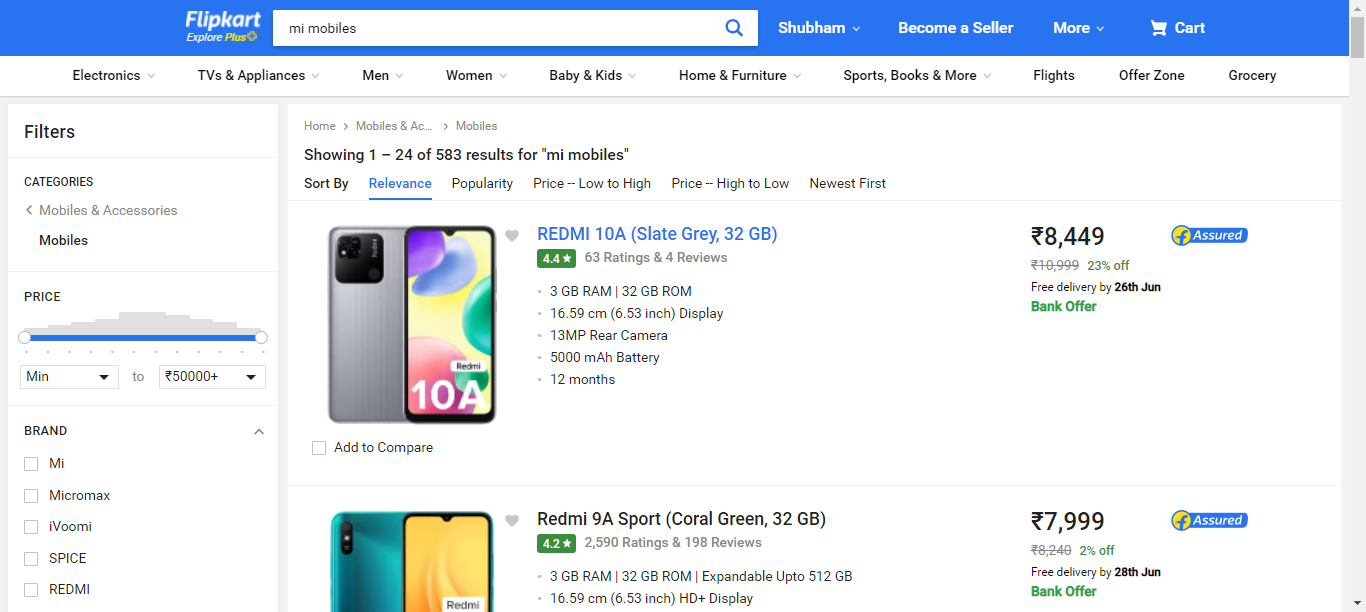 Flipkart
Explore Plus
mi mobiles
Shubham
Become a Seller
More
Cart
Electronics
TVs & Appliances
Men
Women
Baby & Kids
Home & Furniture
Sports, Books & More
Flights
Offer Zone
Grocery
Filters
CATEGORIES
Mobiles & Accessories
Mobiles
PRICE
Min to ₹50000+
BRAND
Mi
Micromax
iVoomi
SPICE
REDMI
Home > Mobiles & Ac... > Mobiles
Showing 1 – 24 of 583 results for "mi mobiles"
Sort By Relevance Popularity Price -- Low to High Price -- High to Low Newest First
Redmi
Redmi
10A
Add to Compare
REDMI 10A (Slate Grey, 32 GB)
4.4★ 63 Ratings & 4 Reviews
3 GB RAM | 32 GB ROM
16.59 cm (6.53 inch) Display
13MP Rear Camera
5000 mAh Battery
12 months
₹8,449
Assured
₹10,999 23% off
Free delivery by 26th Jun
Bank Offer
Redmi
Redmi 9A Sport (Coral Green, 32 GB)
4.2★ 2,590 Ratings & 198 Reviews
3 GB RAM | 32 GB ROM | Expandable Upto 512 GB
16.59 cm (6.53 inch) HD+ Display
₹7,999
Assured
₹8,240 2% off
Free delivery by 28th Jun
Bank Offer